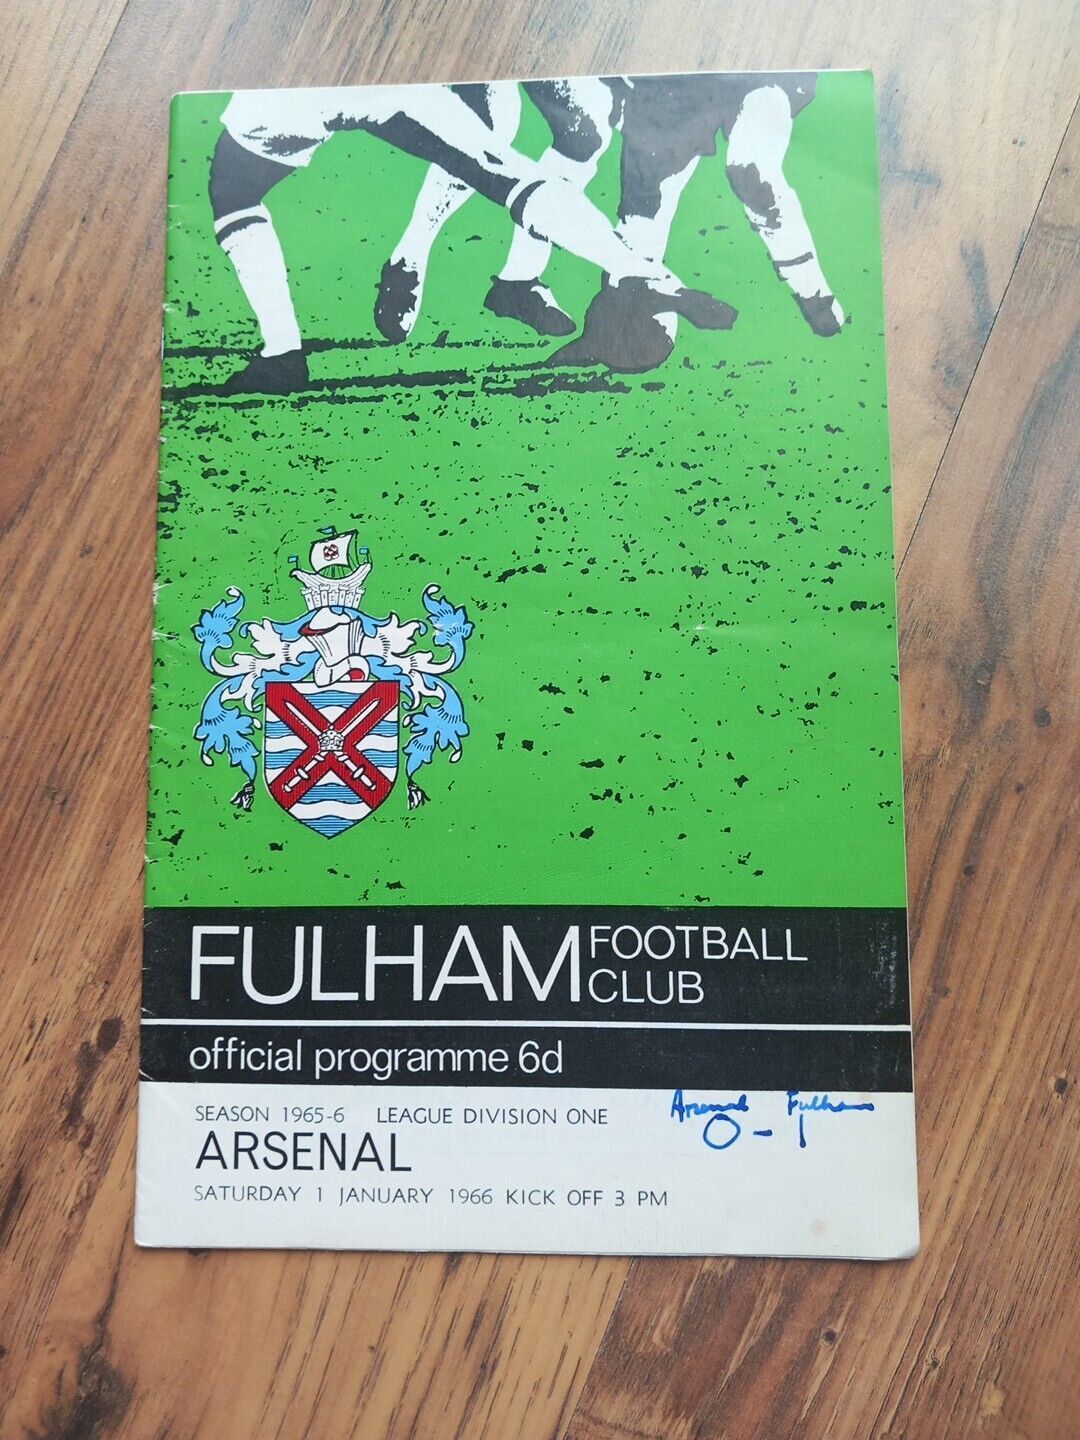 FULHAM FOOTBALL
CLUB
official programme 6d
SEASON 1965-6 LEAGUE DIVISION ONE
Arsenal - Fulham
0 - 1
ARSENAL
SATURDAY 1 JANUARY 1966 KICK OFF 3 PM